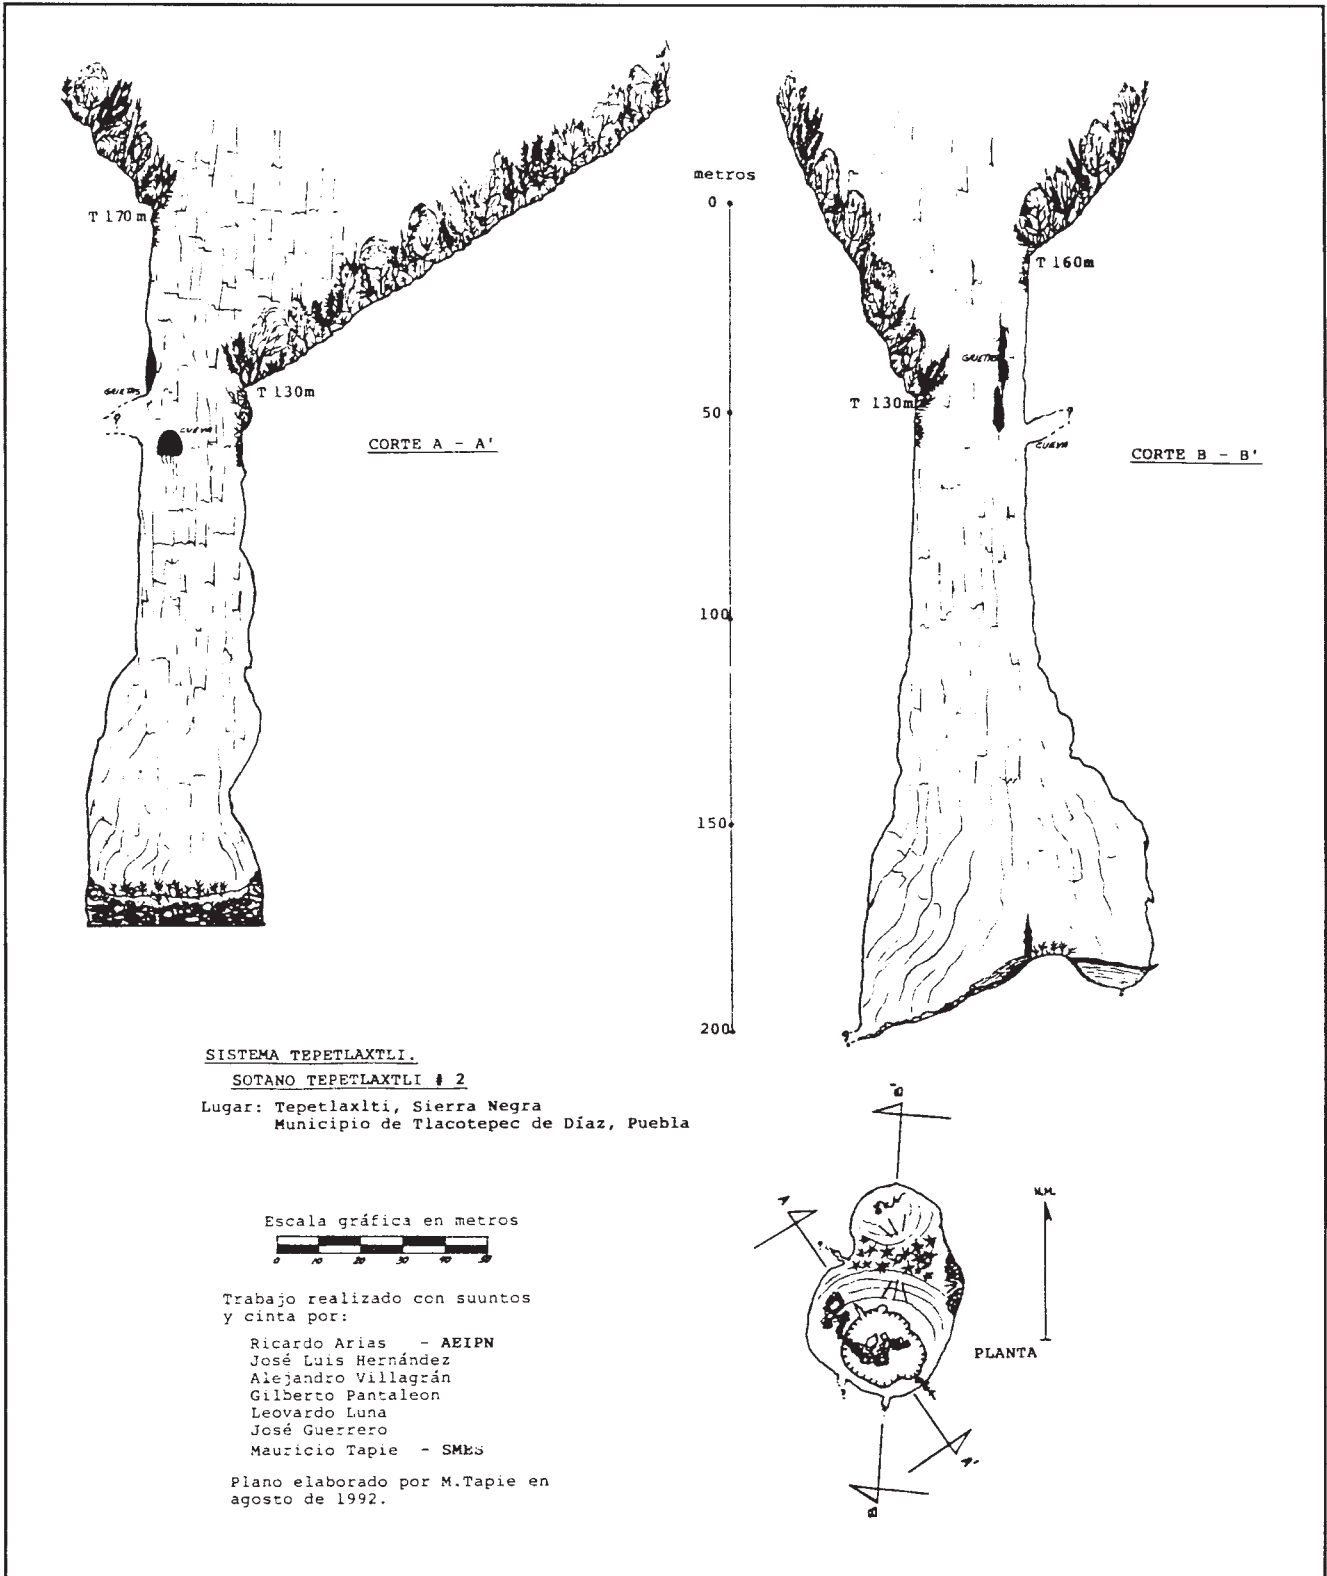 T 170 m
GRIETAS
?
CUEVA
T 130m
CORTE A - A'
metros
0
50
100
150
200
T 160m
GRIETAS
T 130m
?
CUEVA
CORTE B - B'
?
?
SISTEMA TEPETLAXTLI.
SOTANO TEPETLAXTLI # 2
Lugar: Tepetlaxlti, Sierra Negra
Municipio de Tlacotepec de Díaz, Puebla
Escala gráfica en metros
0 10 20 30 40 50
Trabajo realizado con suuntos
y cinta por:
Ricardo Arias - AEIPN
José Luis Hernández
Alejandro Villagrán
Gilberto Pantaleon
Leovardo Luna
José Guerrero
Mauricio Tapie - SMES
Plano elaborado por M.Tapie en
agosto de 1992.
B'
A
N.M.
?
PLANTA
?
A'
B